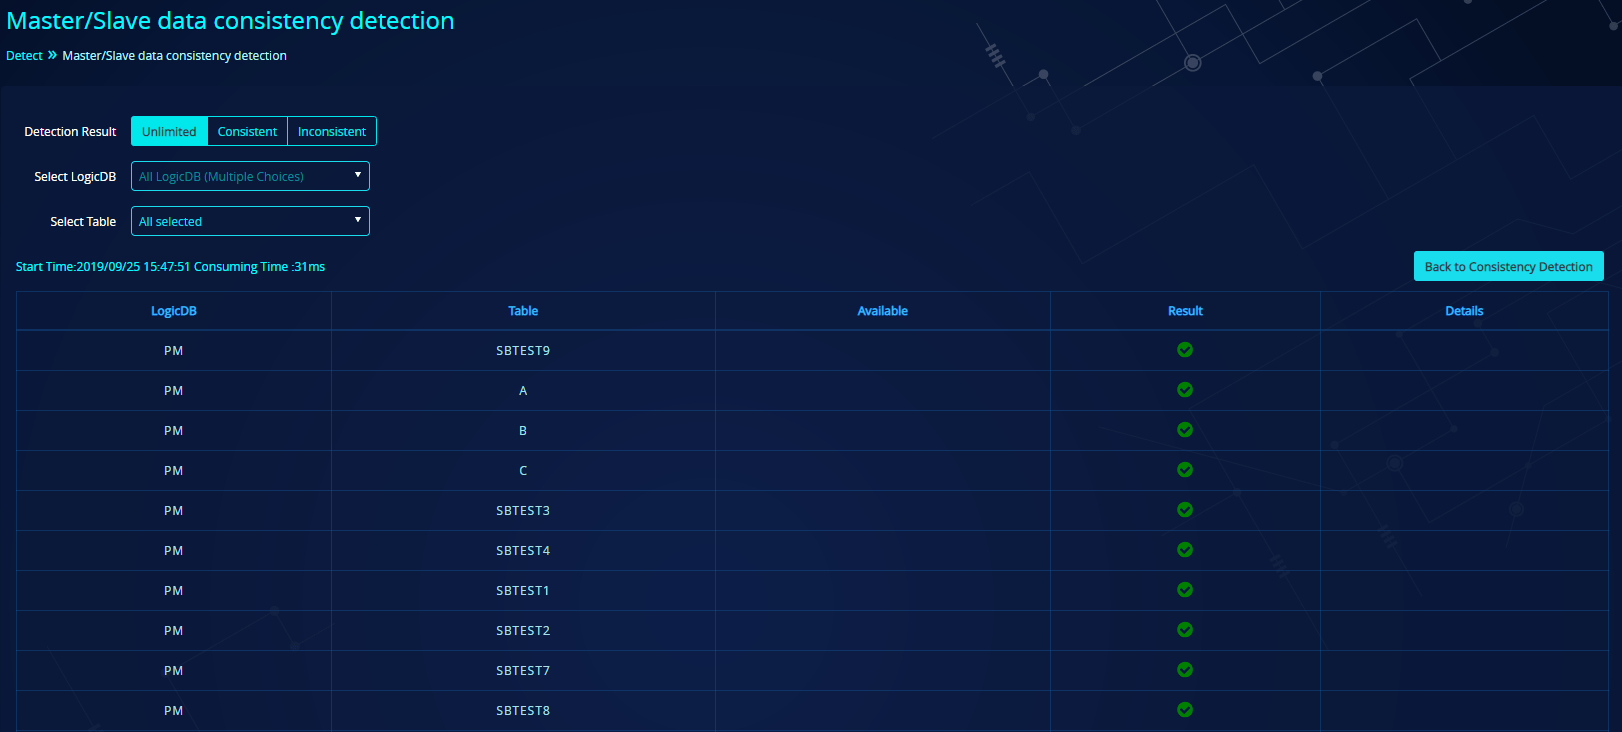 Master/Slave data consistency detection
Detect » Master/Slave data consistency detection
Detection Result Unlimited Consistent Inconsistent
Select LogicDB All LogicDB (Multiple Choices)
Select Table All selected
Start Time:2019/09/25 15:47:51 Consuming Time :31ms Back to Consistency Detection
LogicDB Table Available Result Details
PM SBTEST9
PM A
PM B
PM C
PM SBTEST3
PM SBTEST4
PM SBTEST1
PM SBTEST2
PM SBTEST7
PM SBTEST8